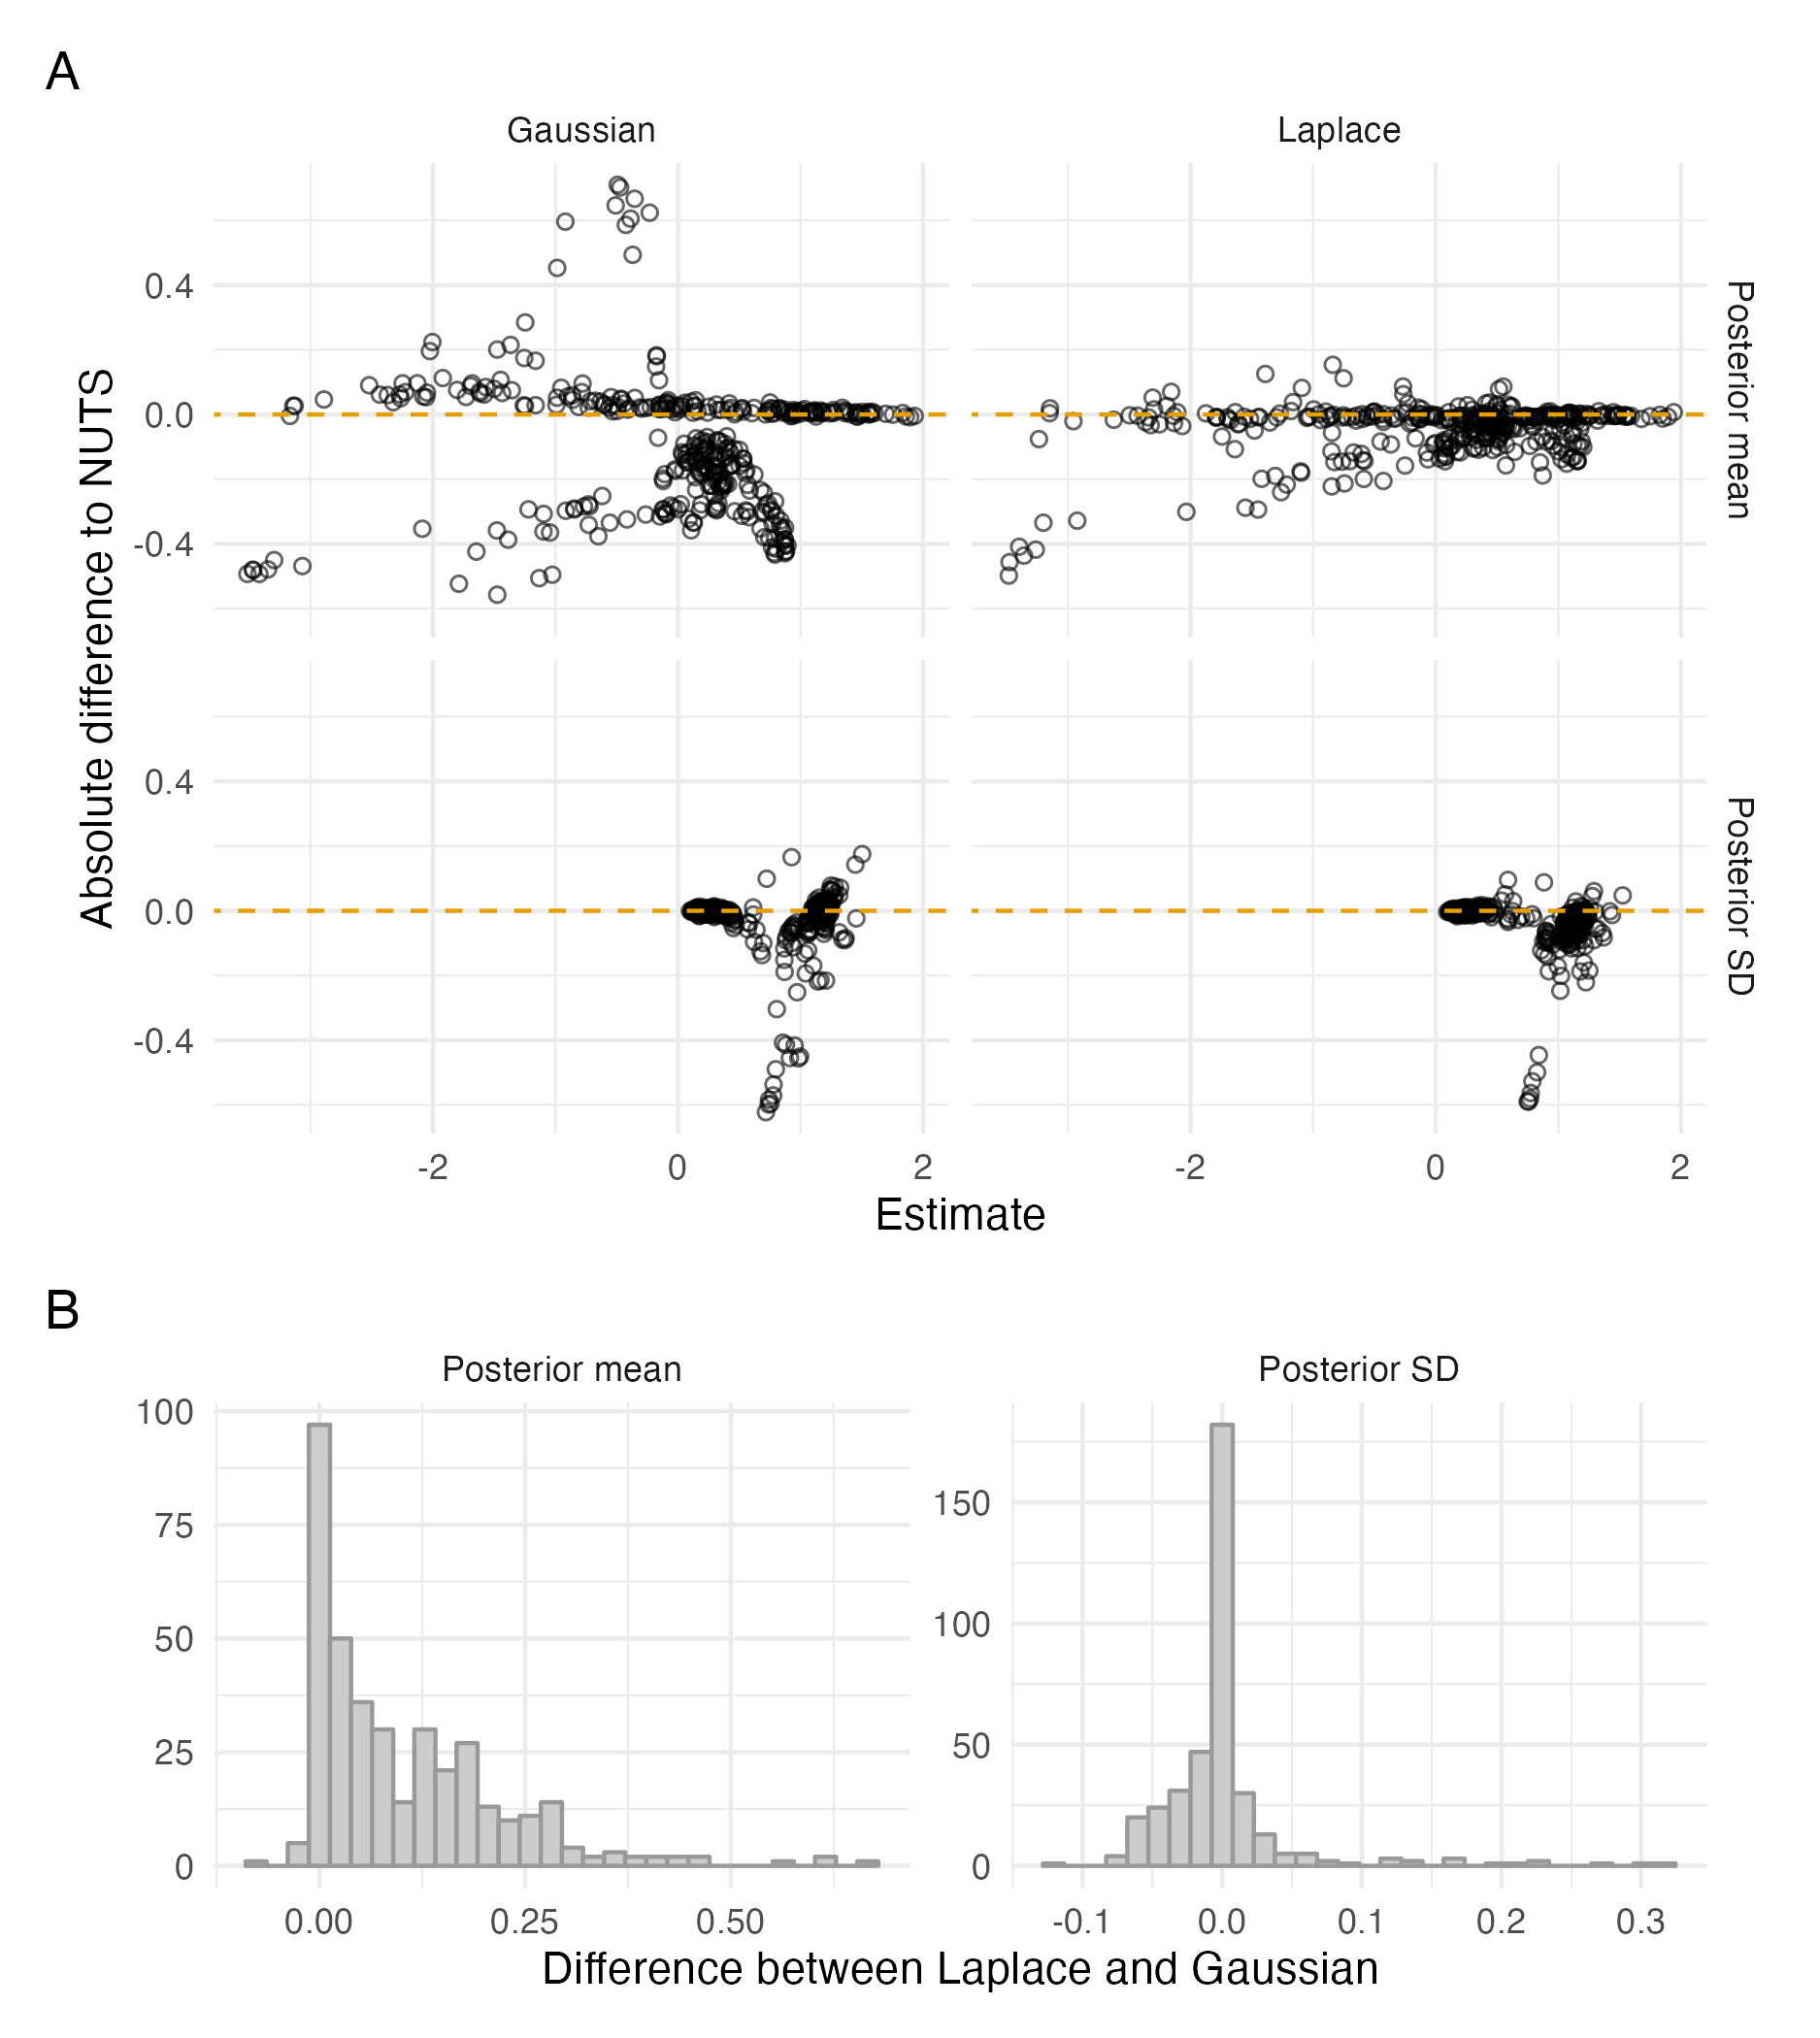 A
Gaussian
Laplace
Absolute difference to NUTS
0.4
0.0
-0.4
Posterior mean
0.4
0.0
-0.4
Posterior SD
-2
0
2
-2
0
2
Estimate
B
Posterior mean
Posterior SD
100
75
50
25
0
150
100
50
0
0.00
0.25
0.50
-0.1
0.0
0.1
0.2
0.3
Difference between Laplace and Gaussian